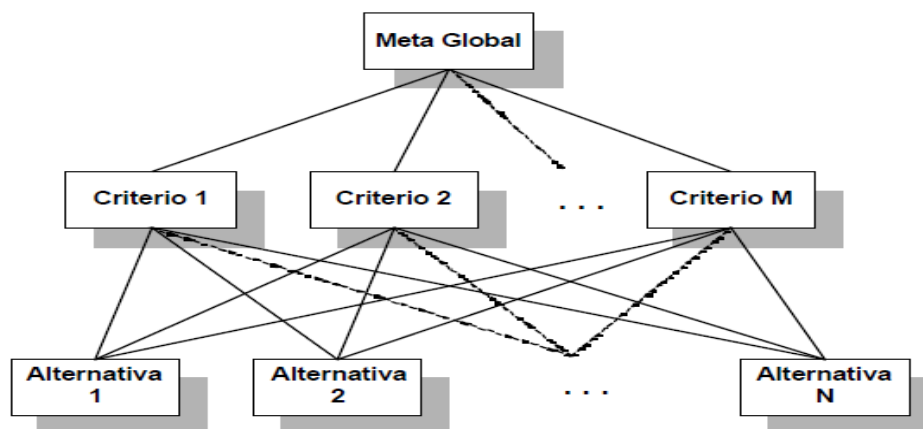 Meta Global
Criterio 1
Criterio 2
. . .
Criterio M
Alternativa
1
Alternativa
2
. . .
Alternativa
N